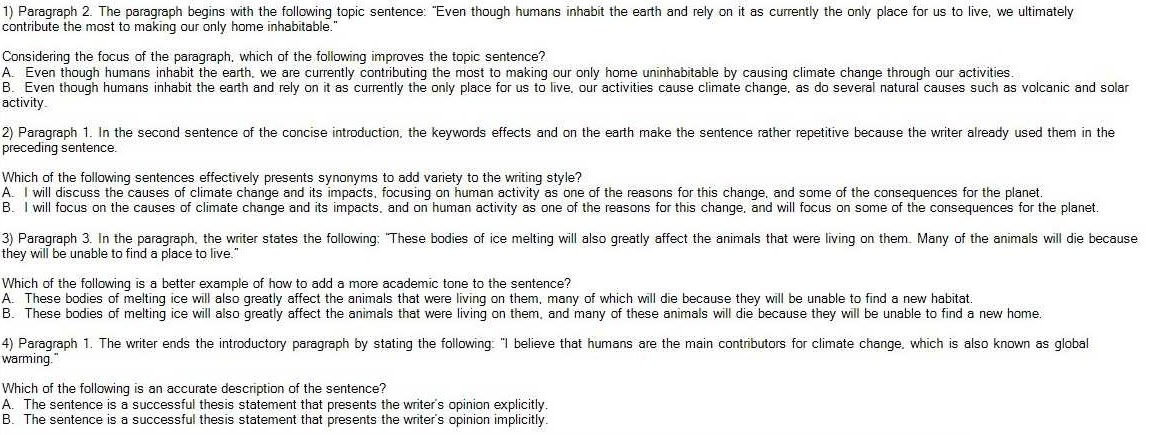 1) Paragraph 2. The paragraph begins with the following topic sentence: "Even though humans inhabit the earth and rely on it as currently the only place for us to live, we ultimately
contribute the most to making our only home inhabitable."
Considering the focus of the paragraph, which of the following improves the topic sentence?
A. Even though humans inhabit the earth, we are currently contributing the most to making our only home uninhabitable by causing climate change through our activities.
B. Even though humans inhabit the earth and rely on it as currently the only place for us to live, our activities cause climate change, as do several natural causes such as volcanic and solar
activity.
2) Paragraph 1. In the second sentence of the concise introduction, the keywords effects and on the earth make the sentence rather repetitive because the writer already used them in the
preceding sentence.
Which of the following sentences effectively presents synonyms to add variety to the writing style?
A. I will discuss the causes of climate change and its impacts, focusing on human activity as one of the reasons for this change, and some of the consequences for the planet.
B. I will focus on the causes of climate change and its impacts, and on human activity as one of the reasons for this change, and will focus on some of the consequences for the planet.
3) Paragraph 3. In the paragraph, the writer states the following: "These bodies of ice melting will also greatly affect the animals that were living on them. Many of the animals will die because
they will be unable to find a place to live."
Which of the following is a better example of how to add a more academic tone to the sentence?
A. These bodies of melting ice will also greatly affect the animals that were living on them, many of which will die because they will be unable to find a new habitat.
B. These bodies of melting ice will also greatly affect the animals that were living on them, and many of these animals will die because they will be unable to find a new home.
4) Paragraph 1. The writer ends the introductory paragraph by stating the following: "I believe that humans are the main contributors for climate change, which is also known as global
warming."
Which of the following is an accurate description of the sentence?
A. The sentence is a successful thesis statement that presents the writer's opinion explicitly.
B. The sentence is a successful thesis statement that presents the writer's opinion implicitly.